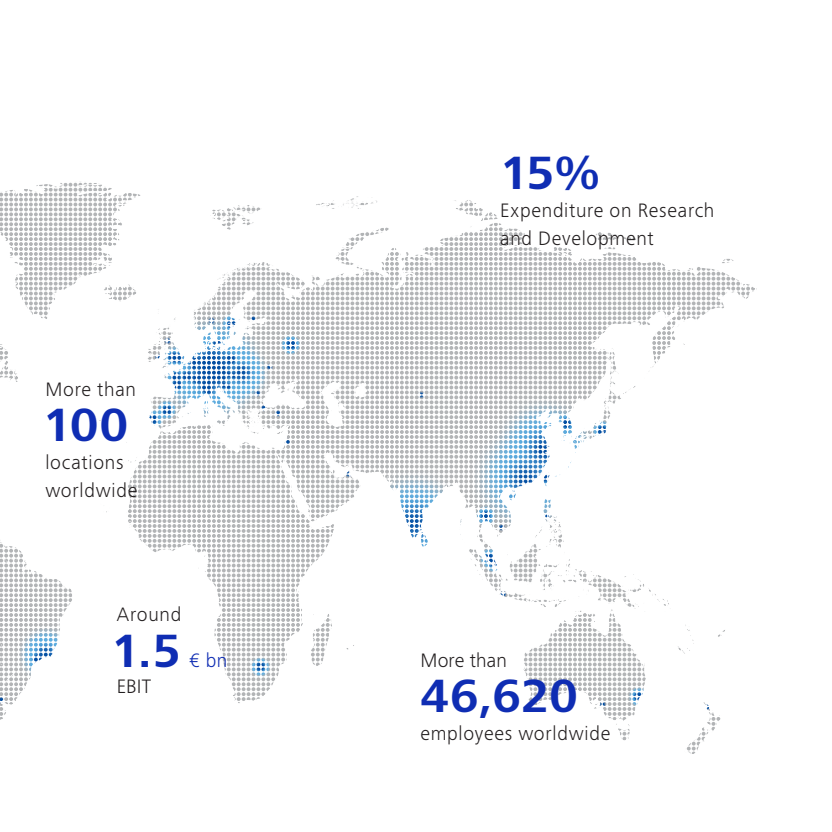 15%
Expenditure on Research
and Development
More than
100
locations
worldwide
Around
1.5 € bn
EBIT
More than
46,620
employees worldwide